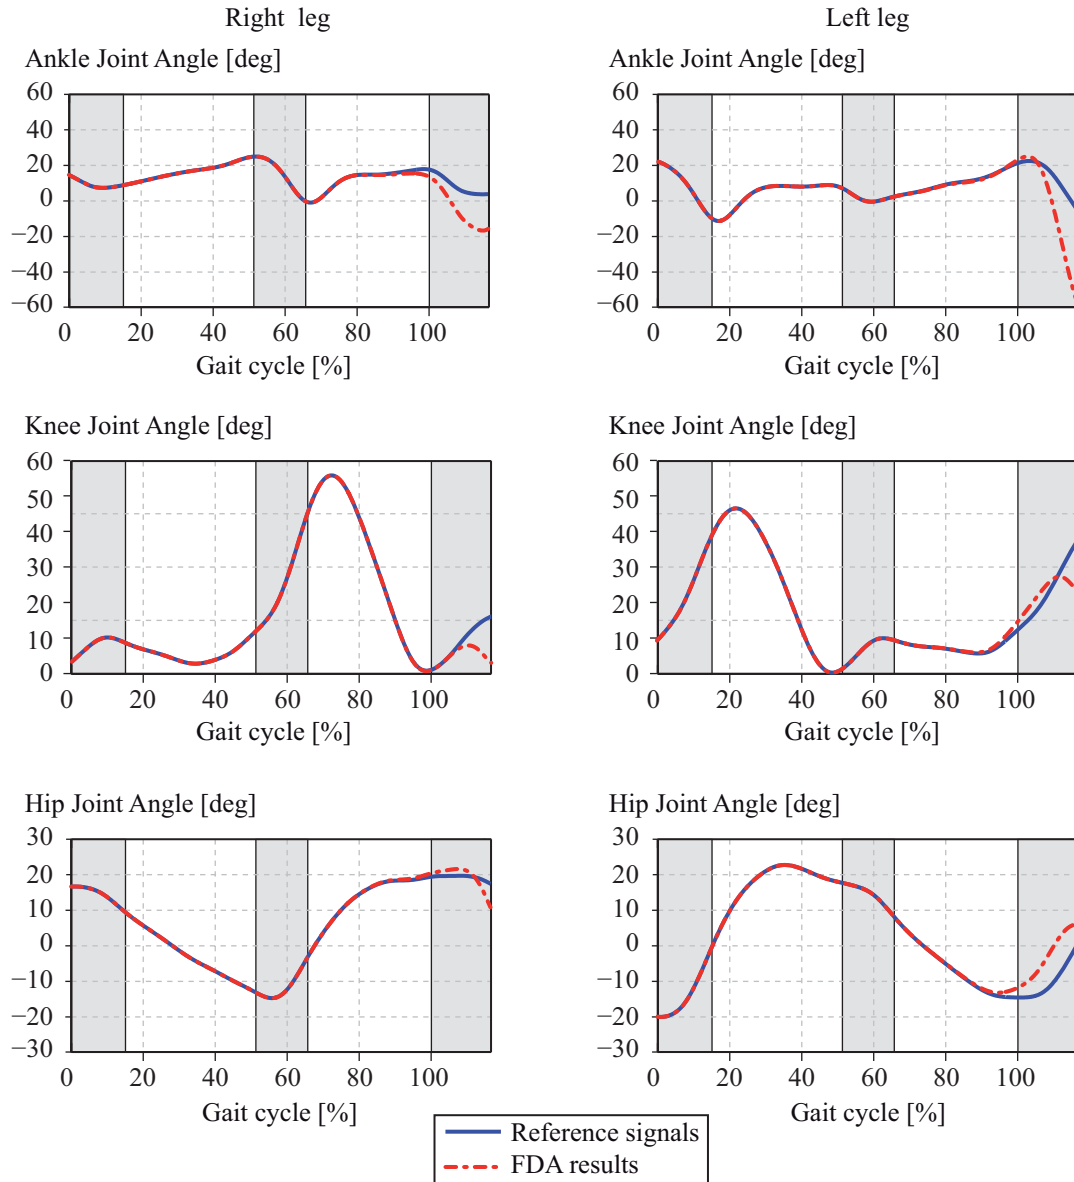 Right leg
Left leg
Ankle Joint Angle [deg]
Ankle Joint Angle [deg]
60
40
20
0
−20
−40
−60
0 20 40 60 80 100
Gait cycle [%]
60
40
20
0
−20
−40
−60
0 20 40 60 80 100
Gait cycle [%]
Knee Joint Angle [deg]
Knee Joint Angle [deg]
60
50
40
30
20
10
0
0 20 40 60 80 100
Gait cycle [%]
60
50
40
30
20
10
0
0 20 40 60 80 100
Gait cycle [%]
Hip Joint Angle [deg]
Hip Joint Angle [deg]
30
20
10
0
−10
−20
−30
0 20 40 60 80 100
Gait cycle [%]
30
20
10
0
−10
−20
−30
0 20 40 60 80 100
Gait cycle [%]
Reference signals
FDA results